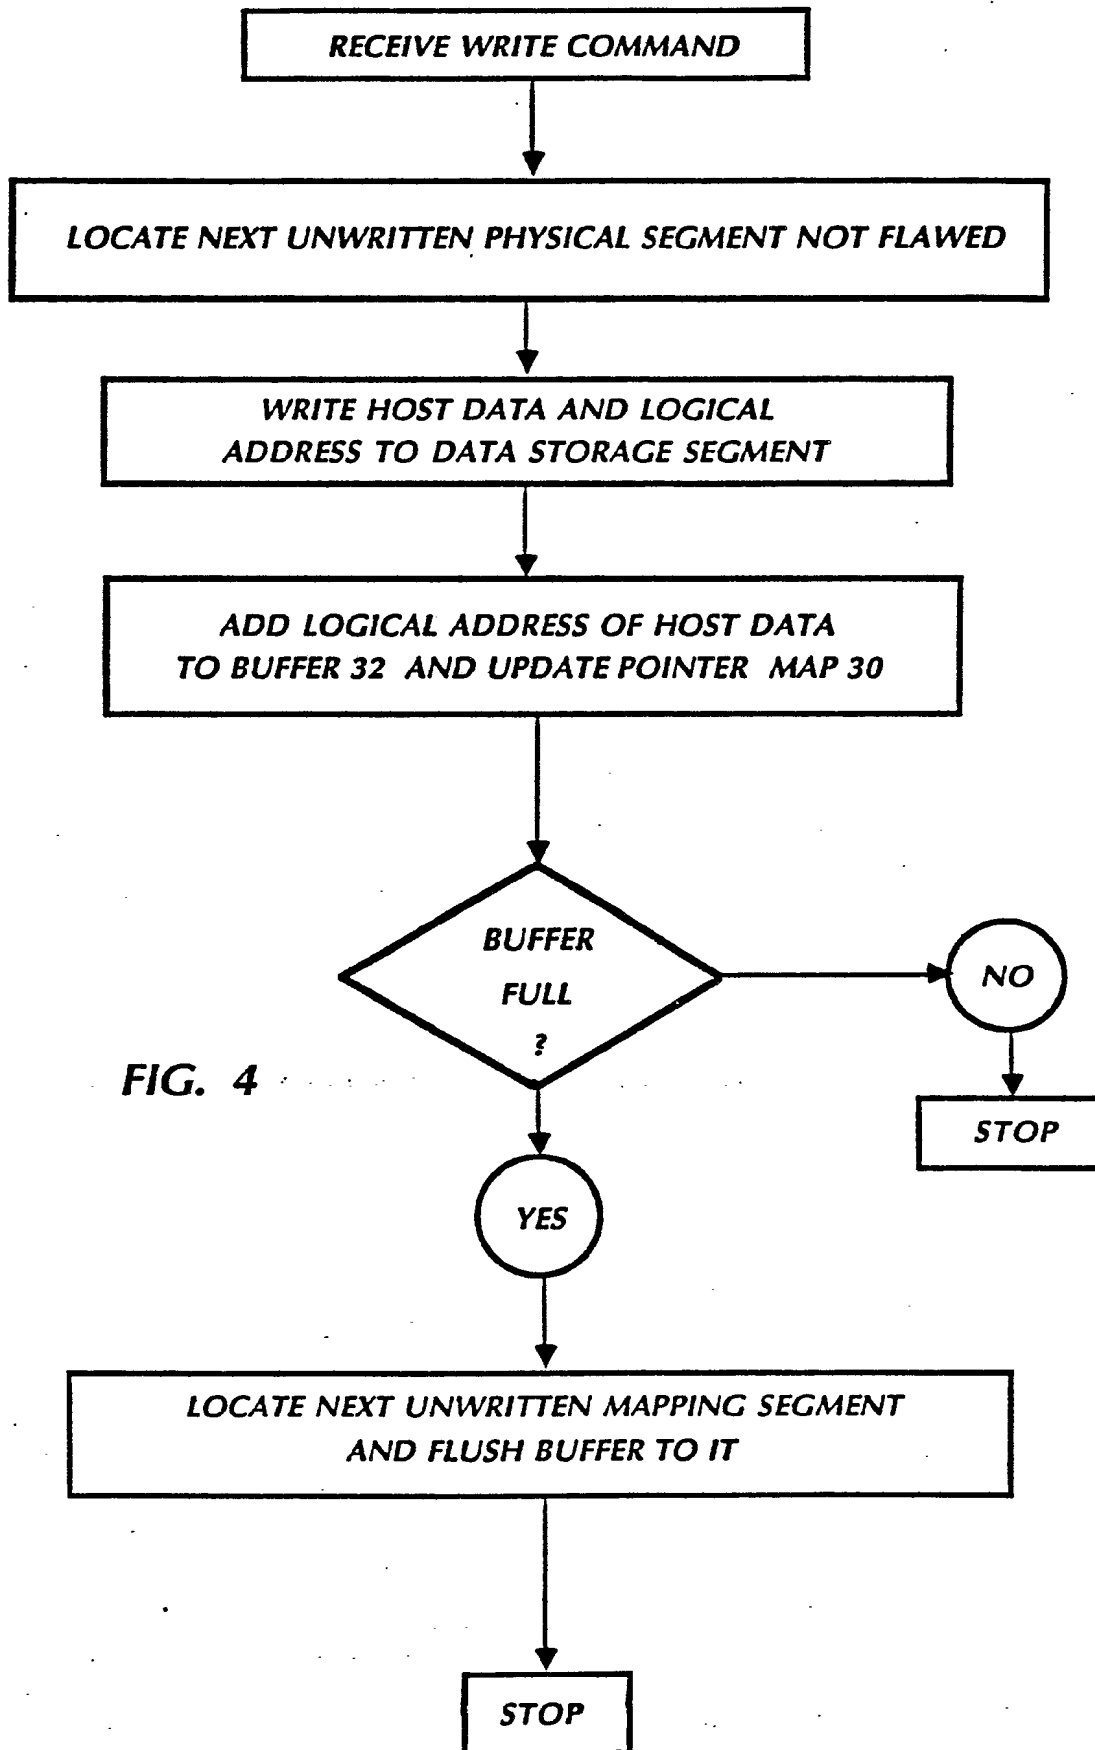 RECEIVE WRITE COMMAND
LOCATE NEXT UNWRITTEN PHYSICAL SEGMENT NOT FLAWED
WRITE HOST DATA AND LOGICAL
ADDRESS TO DATA STORAGE SEGMENT
ADD LOGICAL ADDRESS OF HOST DATA
TO BUFFER 32 AND UPDATE POINTER MAP 30
BUFFER
FULL
?
NO
STOP
FIG. 4
YES
LOCATE NEXT UNWRITTEN MAPPING SEGMENT
AND FLUSH BUFFER TO IT
STOP